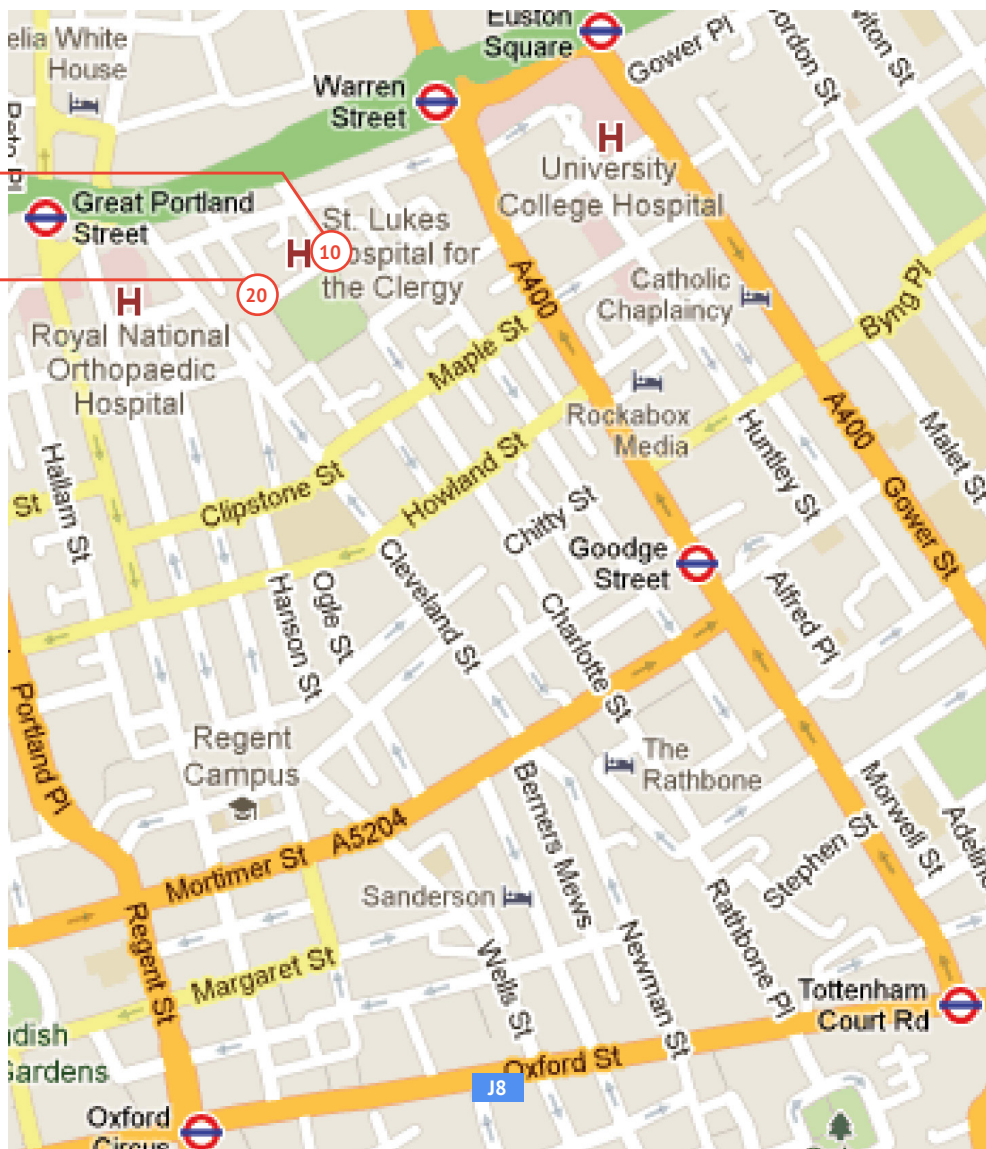 Euston
Square
Gower Pl
elia White
House
Warren
Street
H
University
College Hospital
Great Portland
Street
St. Lukes
H
10
ospital for
the Clergy
20
H
Royal National
Orthopaedic
Hospital
A400
Catholic
Chaplaincy
Byng Pl
Maple St
Rockabox
Media
A400
Huntley St
Malet St
Hallam St
St
Clipstone St
Howland St
Chitty St
Gower St
Goodge
Street
Cleveland St
Ogle St
Hanson St
Charlotte St
Alfred Pl
Portland Pl
Regent
Campus
The
Rathbone
Berners Mews
Morwell St
Stephen St
Adeline
A5204
Mortimer St
Sanderson
Rathbone Pl
Regent St
Margaret St
Wells St
Newman St
Tottenham
Court Rd
ndish
Gardens
Oxford St
J8
Oxford
Circus